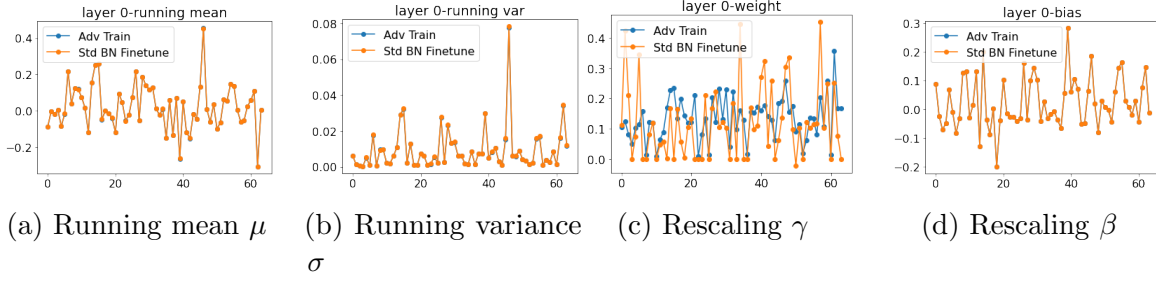 layer 0-running mean
Adv Train
Std BN Finetune
0.4
0.2
0.0
−0.2
0
20
40
60
(a) Running mean μ
layer 0-running var
Adv Train
Std BN Finetune
0.08
0.06
0.04
0.02
0.00
0
20
40
60
(b) Running variance
σ
layer 0-weight
Adv Train
Std BN Finetune
0.4
0.3
0.2
0.1
0.0
0
20
40
60
(c) Rescaling γ
layer 0-bias
Adv Train
Std BN Finetune
0.3
0.2
0.1
0.0
−0.1
−0.2
0
20
40
60
(d) Rescaling β